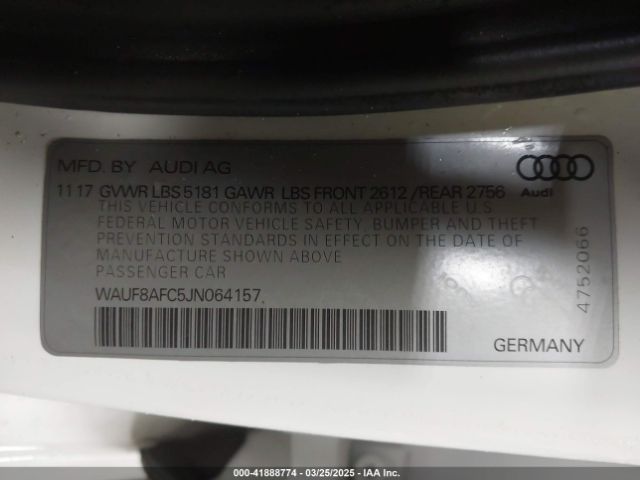 MFD. BY AUDI AG
11 17 GVWR LBS 5181 GAWR LBS FRONT 2612 /REAR 2756
THIS VEHICLE CONFORMS TO ALL APPLICABLE U.S.
FEDERAL MOTOR VEHICLE SAFETY, BUMPER AND THEFT
PREVENTION STANDARDS IN EFFECT ON THE DATE OF
MANUFACTURE SHOWN ABOVE
PASSENGER CAR
WAUF8AFC5JN064157
Audi
4752066
GERMANY
000-41888774 — 03/25/2025 — IAA Inc.